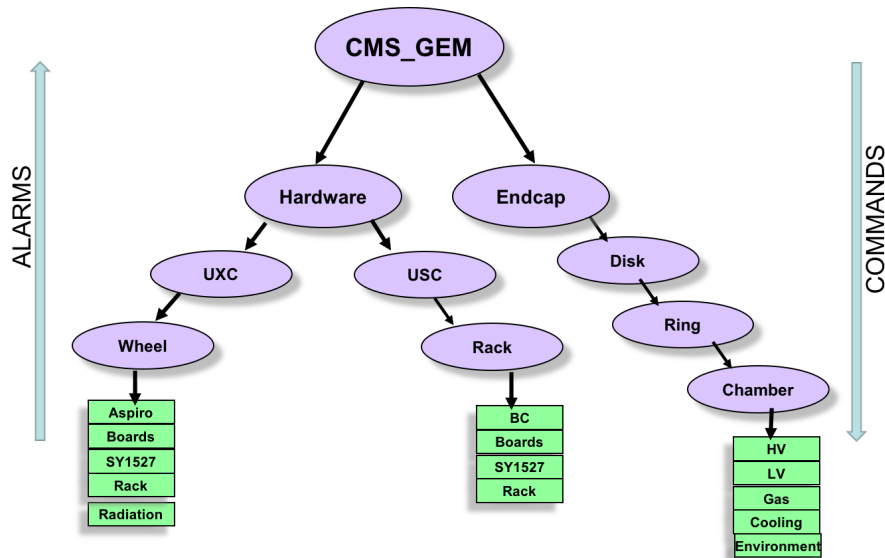 CMS_GEM
ALARMS
COMMANDS
Hardware
Endcap
UXC
USC
Disk
Ring
Wheel
Rack
Chamber
Aspiro
Boards
SY1527
Rack
Radiation
BC
Boards
SY1527
Rack
HV
LV
Gas
Cooling
Environment